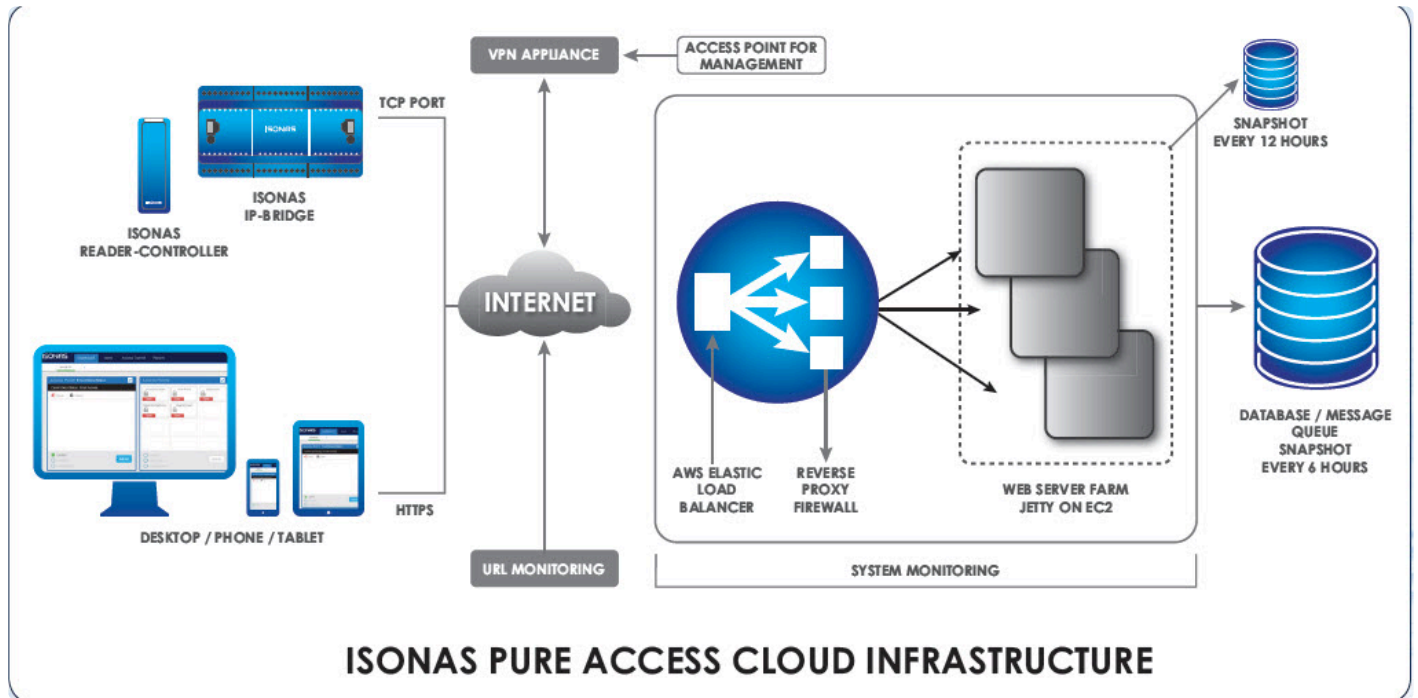 VPN APPLIANCE
ACCESS POINT FOR
MANAGEMENT
TCP PORT
ISONAS
ISONAS
IP-BRIDGE
ISONAS
READER-CONTROLLER
SNAPSHOT
EVERY 12 HOURS
INTERNET
ISONAS
ISONAS
HTTPS
DESKTOP / PHONE / TABLET
URL MONITORING
AWS ELASTIC
LOAD
BALANCER
REVERSE
PROXY
FIREWALL
WEB SERVER FARM
JETTY ON EC2
DATABASE / MESSAGE
QUEUE
SNAPSHOT
EVERY 6 HOURS
SYSTEM MONITORING
ISONAS PURE ACCESS CLOUD INFRASTRUCTURE